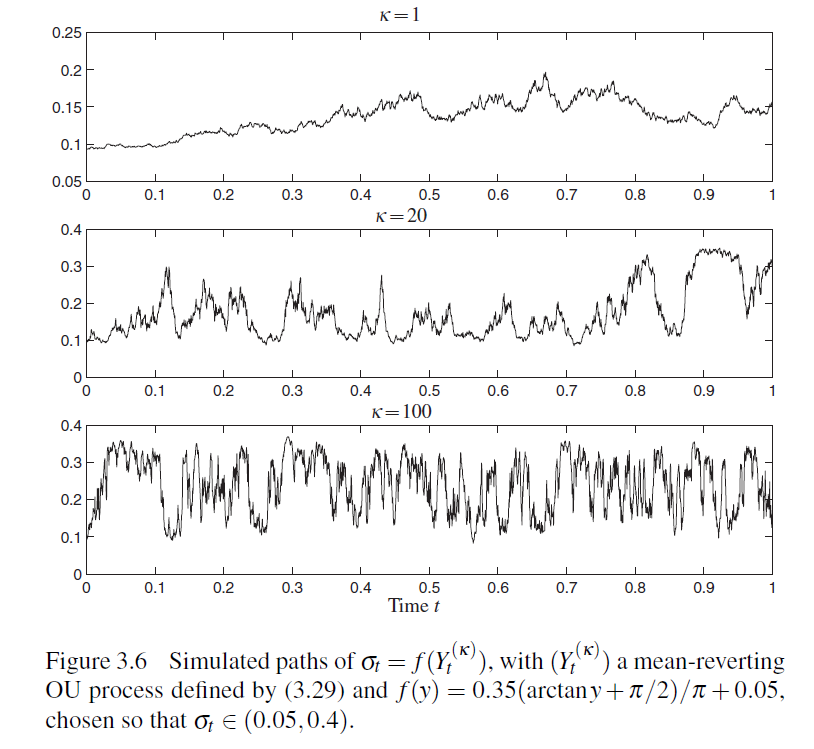 κ=1
0.25
0.2
0.15
0.1
0.05
0 0.1 0.2 0.3 0.4 0.5 0.6 0.7 0.8 0.9 1
κ=20
0.4
0.3
0.2
0.1
0
0 0.1 0.2 0.3 0.4 0.5 0.6 0.7 0.8 0.9 1
κ=100
0.4
0.3
0.2
0.1
0
0 0.1 0.2 0.3 0.4 0.5 0.6 0.7 0.8 0.9 1
Time t
Figure 3.6 Simulated paths of σₜ = f(Yₜ^(κ)), with (Yₜ^(κ)) a mean-reverting
OU process defined by (3.29) and f(y) = 0.35(arctan y + π/2)/π + 0.05,
chosen so that σₜ ∈ (0.05,0.4).